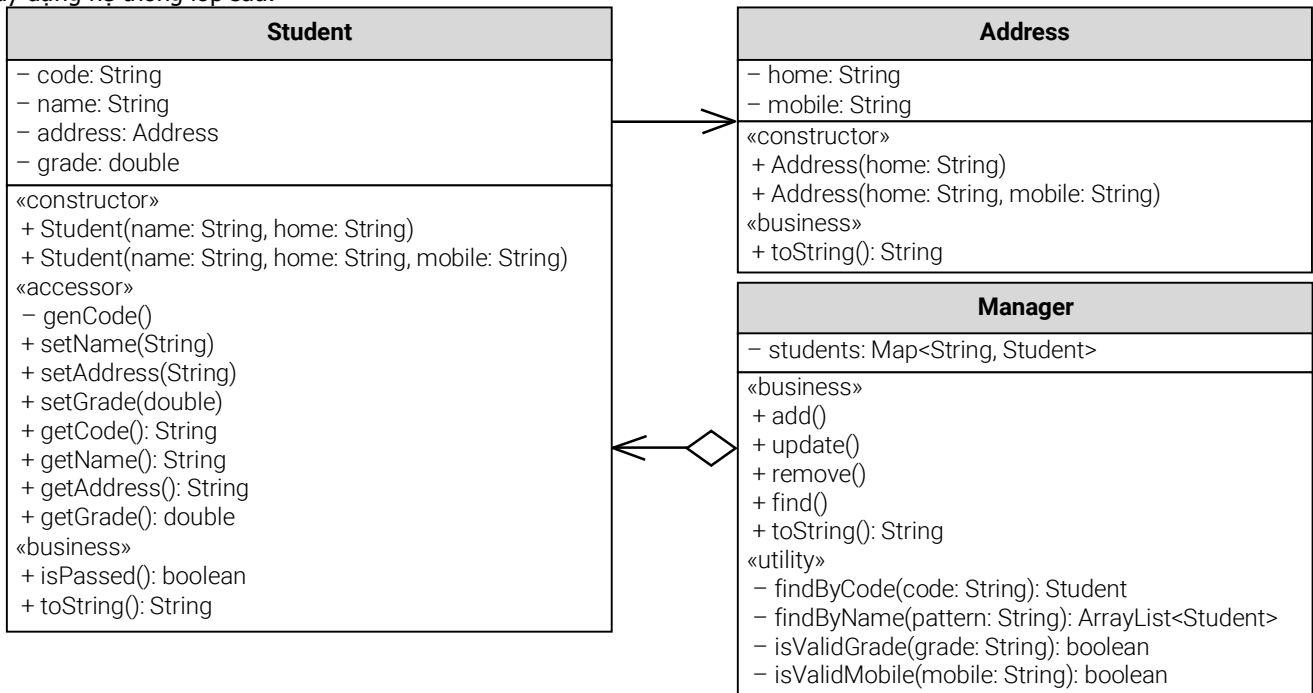 Student
– code: String
– name: String
– address: Address
– grade: double
«constructor»
+ Student(name: String, home: String)
+ Student(name: String, home: String, mobile: String)
«accessor»
– genCode()
+ setName(String)
+ setAddress(String)
+ setGrade(double)
+ getCode(): String
+ getName(): String
+ getAddress(): String
+ getGrade(): double
«business»
+ isPassed(): boolean
+ toString(): String
Address
– home: String
– mobile: String
«constructor»
+ Address(home: String)
+ Address(home: String, mobile: String)
«business»
+ toString(): String
Manager
– students: Map<String, Student>
«business»
+ add()
+ update()
+ remove()
+ find()
+ toString(): String
«utility»
– findByCode(code: String): Student
– findByName(pattern: String): ArrayList<Student>
– isValidGrade(grade: String): boolean
– isValidMobile(mobile: String): boolean